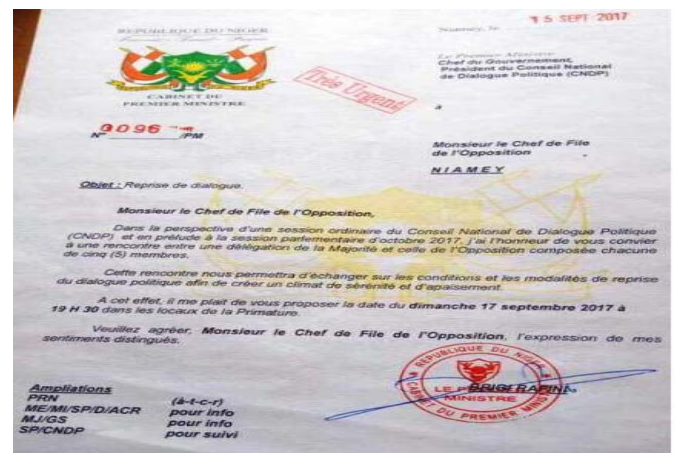 15 SEPT 2017
REPUBLIQUE DU NIGER
Niamey, le
Le Premier Ministre
Chef du Gouvernement,
Président du Conseil National
de Dialogue Politique (CNDP)
Très Urgent
CABINET DU
PREMIER MINISTRE
à
N° 0096 /PM
Monsieur le Chef de File
de l'Opposition
NIAMEY
Objet : Reprise de dialogue.
Monsieur le Chef de File de l'Opposition,
Dans la perspective d'une session ordinaire du Conseil National de Dialogue Politique
(CNDP) et en prélude à la session parlementaire d'octobre 2017, j'ai l'honneur de vous convier
à une rencontre entre une délégation de la Majorité et celle de l'Opposition composée chacune
de cinq (5) membres.
Cette rencontre nous permettra d'échanger sur les conditions et les modalités de reprise
du dialogue politique afin de créer un climat de sérénité et d'apaisement.
A cet effet, il me plait de vous proposer la date du dimanche 17 septembre 2017 à
19 H 30 dans les locaux de la Primature.
Veuillez agréer, Monsieur le Chef de File de l'Opposition, l'expression de mes
sentiments distingués.
REPUBLIQUE DU NIGER
BRIGI RAFINI
LE PREMIER
MINISTRE
CABINET DU PREMIER MINISTRE
Ampliations
PRN (à-t-c-r)
ME/MI/SP/D/ACR pour info
MJ/GS pour info
SP/CNDP pour suivi